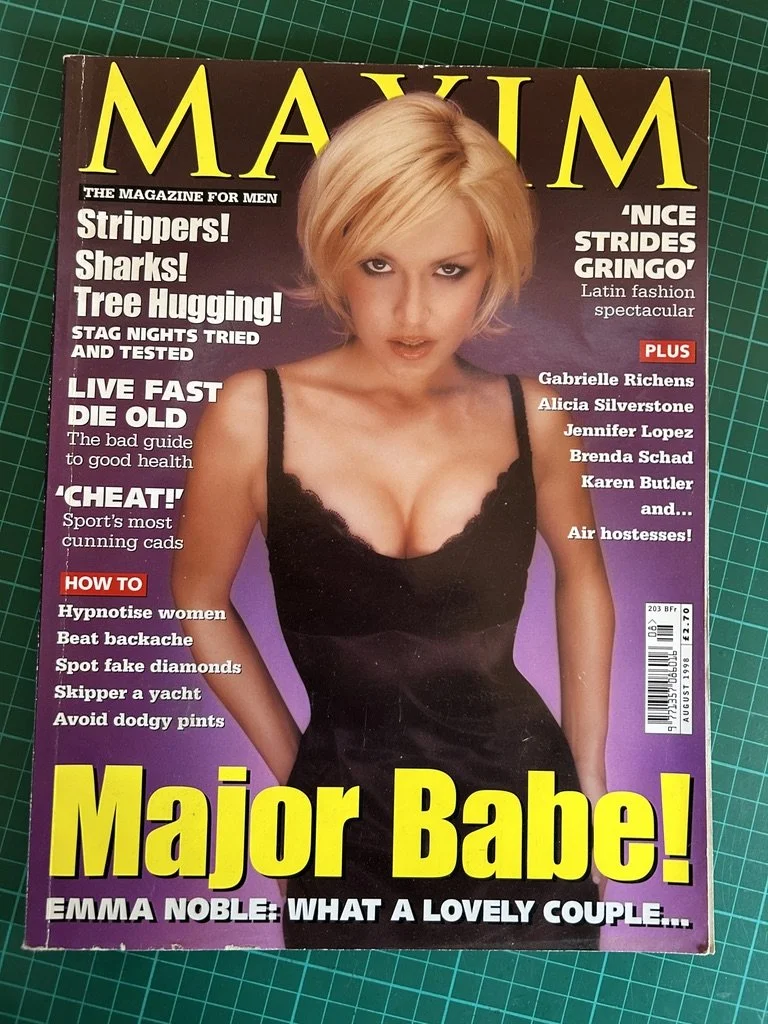 MAXIM
THE MAGAZINE FOR MEN
Strippers!
Sharks!
Tree Hugging!
STAG NIGHTS TRIED
AND TESTED
LIVE FAST
DIE OLD
The bad guide
to good health
‘CHEAT!’
Sport’s most
cunning cads
HOW TO
Hypnotise women
Beat backache
Spot fake diamonds
Skipper a yacht
Avoid dodgy pints
‘NICE
STRIDES
GRINGO’
Latin fashion
spectacular
PLUS
Gabrielle Richens
Alicia Silverstone
Jennifer Lopez
Brenda Schad
Karen Butler
and...
Air hostesses!
203 BFr
08>
9 771357 086016
AUGUST 1998 £2.70
Major Babe!
EMMA NOBLE: WHAT A LOVELY COUPLE...